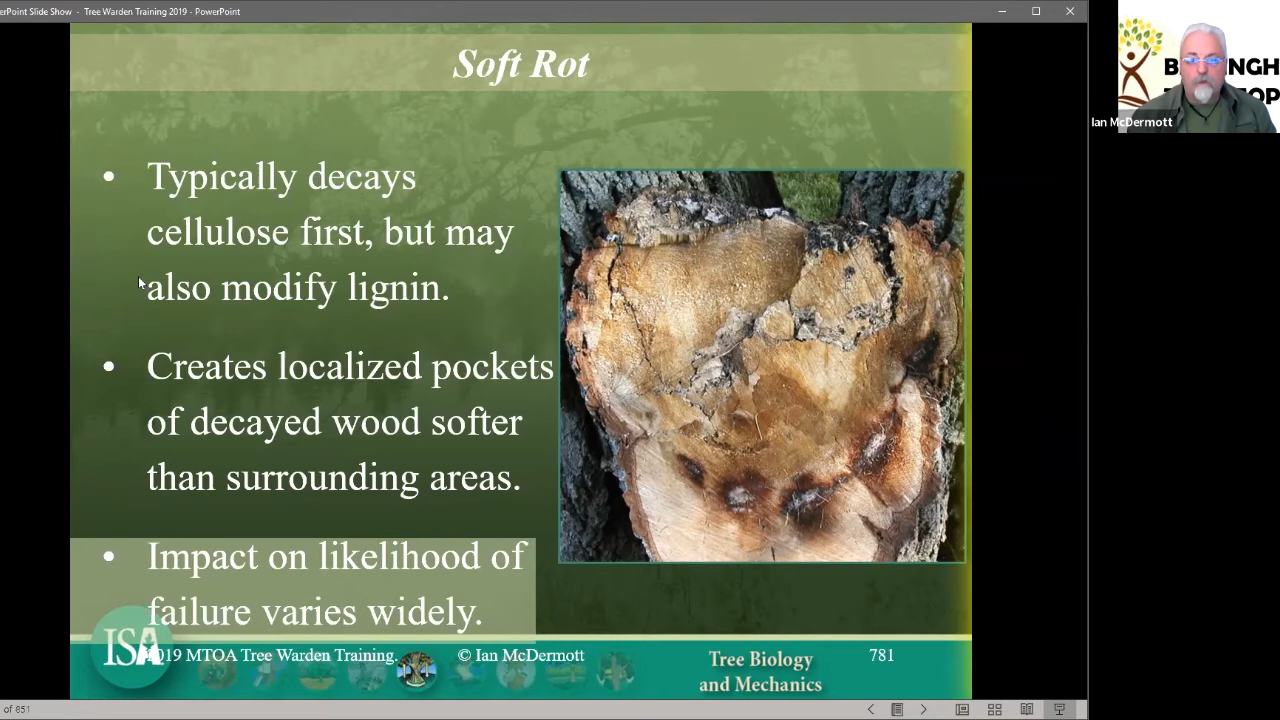 PowerPoint Slide Show - Tree Warden Training 2019 - PowerPoint
Soft Rot
• Typically decays
cellulose first, but may
also modify lignin.
• Creates localized pockets
of decayed wood softer
than surrounding areas.
• Impact on likelihood of
failure varies widely.
ISA
2019 MTOA Tree Warden Training.
© Ian McDermott
Tree Biology
and Mechanics
781
of 851
Ian McDermott